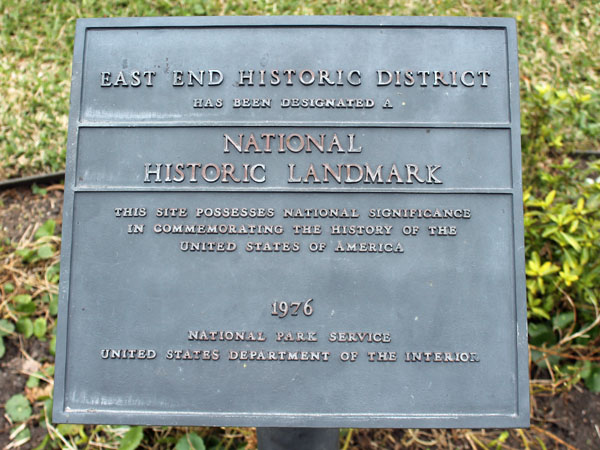 EAST END HISTORIC DISTRICT
HAS BEEN DESIGNATED A
NATIONAL
HISTORIC LANDMARK
THIS SITE POSSESSES NATIONAL SIGNIFICANCE
IN COMMEMORATING THE HISTORY OF THE
UNITED STATES OF AMERICA
1976
NATIONAL PARK SERVICE
UNITED STATES DEPARTMENT OF THE INTERIOR